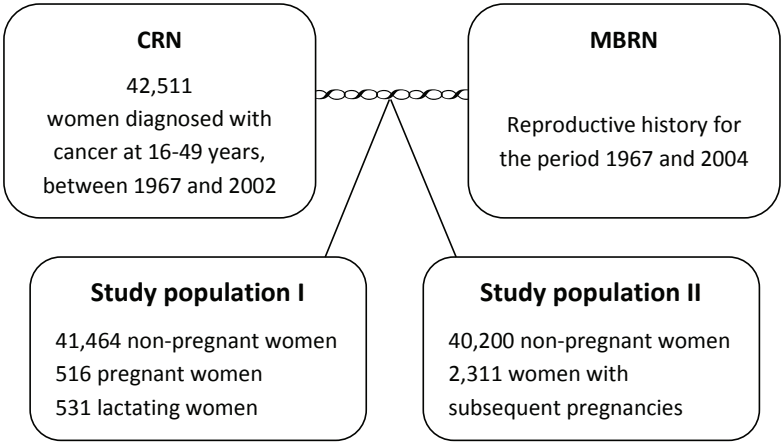 CRN
42,511
women diagnosed with
cancer at 16-49 years,
between 1967 and 2002
MBRN
Reproductive history for
the period 1967 and 2004
Study population I
41,464 non-pregnant women
516 pregnant women
531 lactating women
Study population II
40,200 non-pregnant women
2,311 women with
subsequent pregnancies